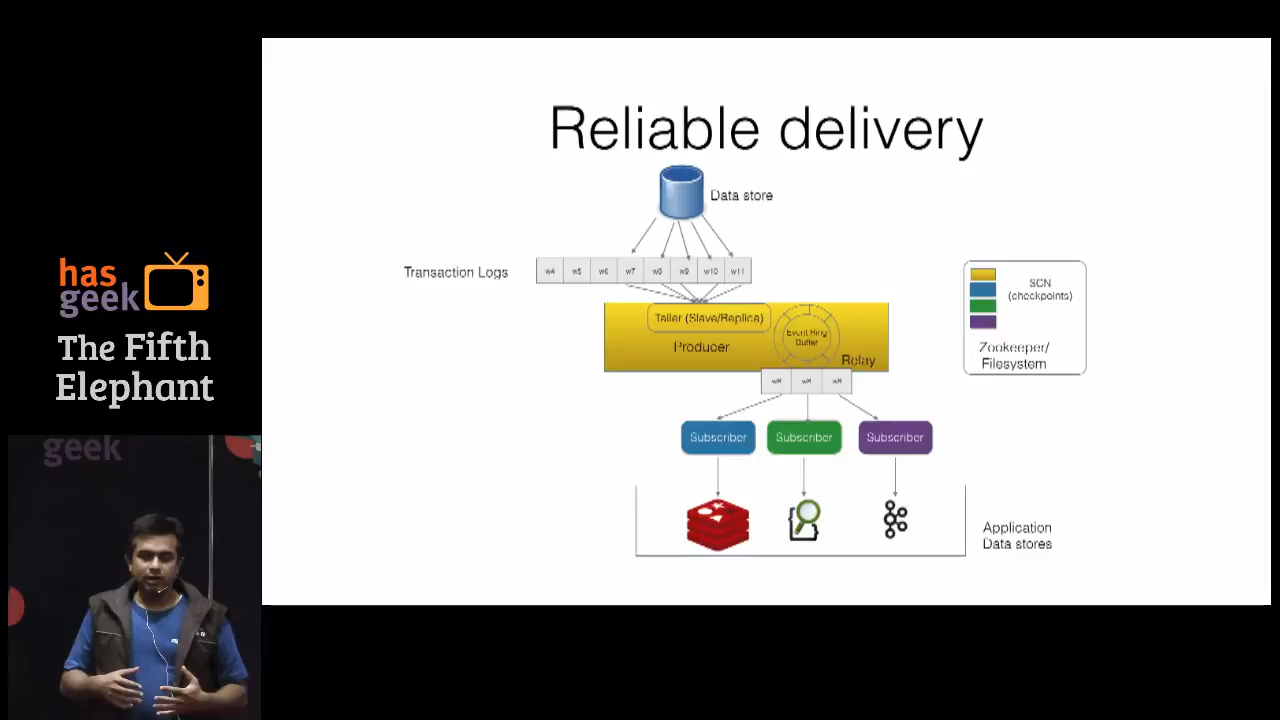 Reliable delivery
Data store
Transaction Logs
w4 w5 w6 w7 w8 w9 w10 w11
SCN
(checkpoints)
Tailer (Slave/Replica)
Event Ring
Buffer
Producer
Relay
Zookeeper/
Filesystem
Subscriber
Subscriber
Subscriber
Application
Data stores
has
geek
The Fifth
Elephant
geek